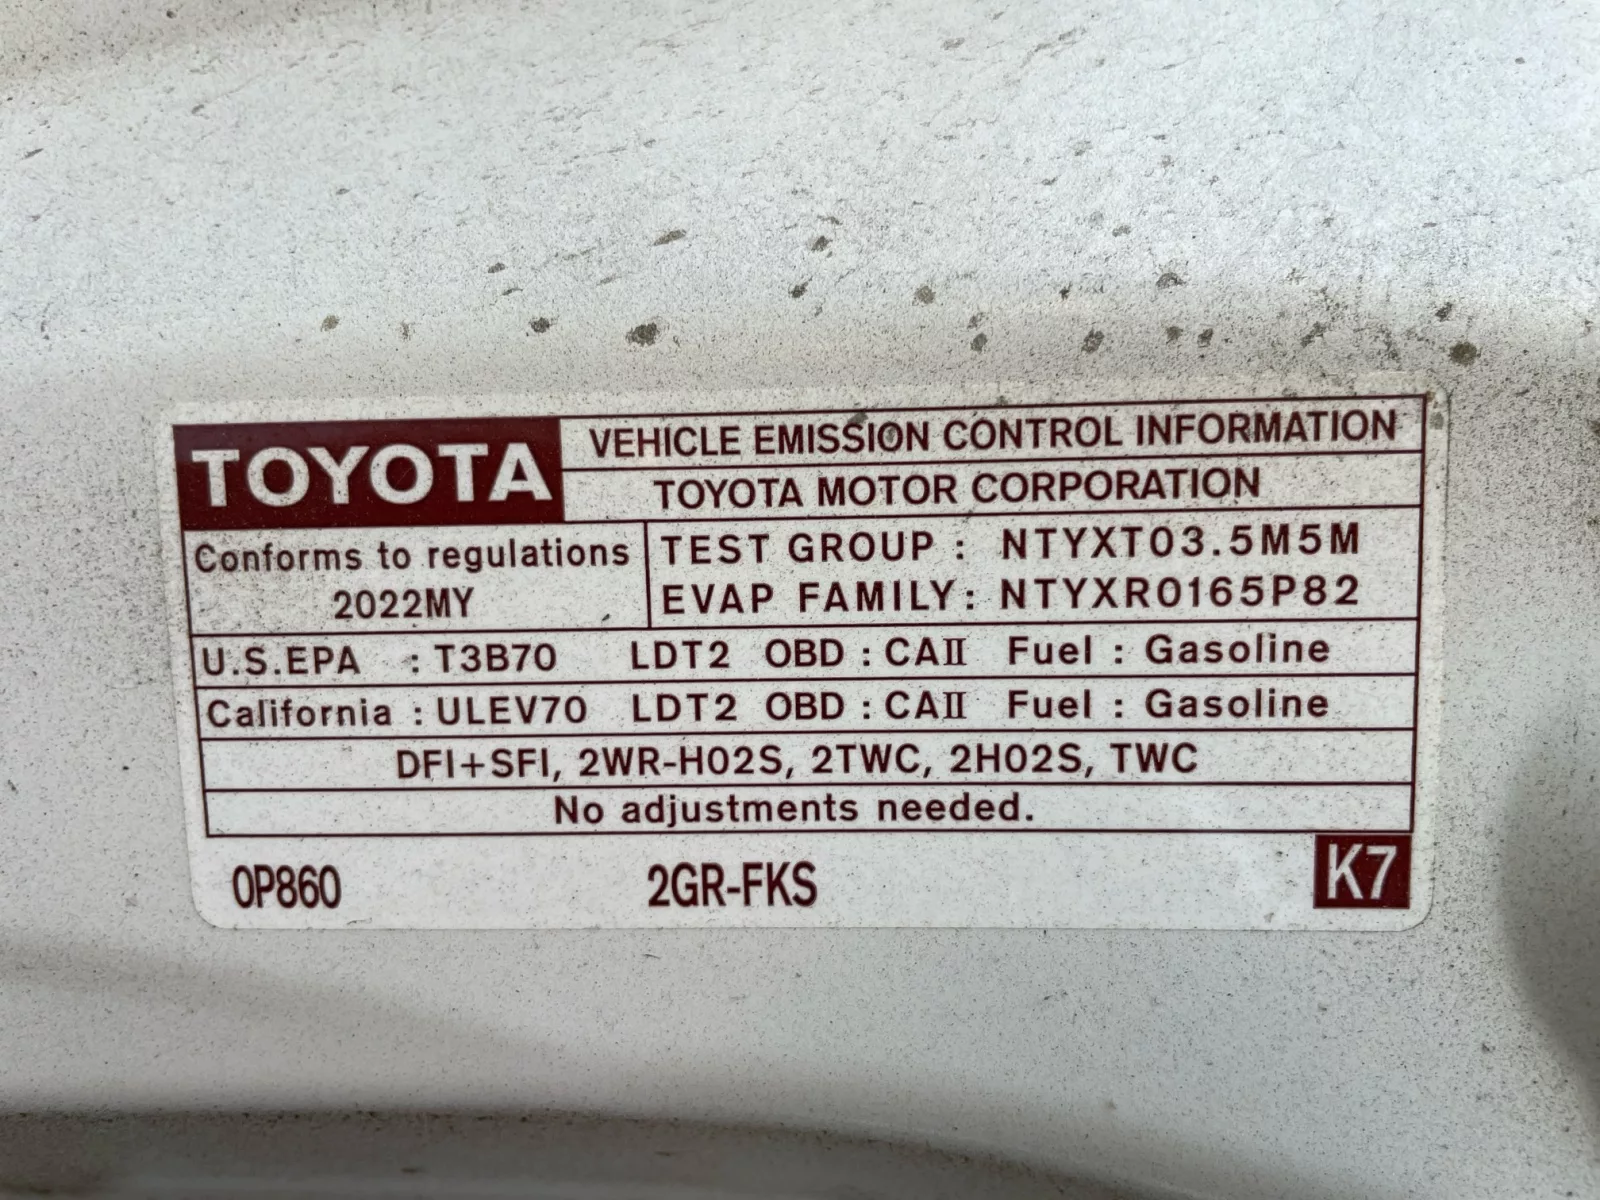 TOYOTA
VEHICLE EMISSION CONTROL INFORMATION
TOYOTA MOTOR CORPORATION
Conforms to regulations
2022MY
TEST GROUP : NTYXT03.5M5M
EVAP FAMILY: NTYXR0165P82
U.S.EPA : T3B70 LDT2 OBD : CAII Fuel : Gasoline
California : ULEV70 LDT2 OBD : CAII Fuel : Gasoline
DFI+SFI, 2WR-HO2S, 2TWC, 2HO2S, TWC
No adjustments needed.
0P860 2GR-FKS K7